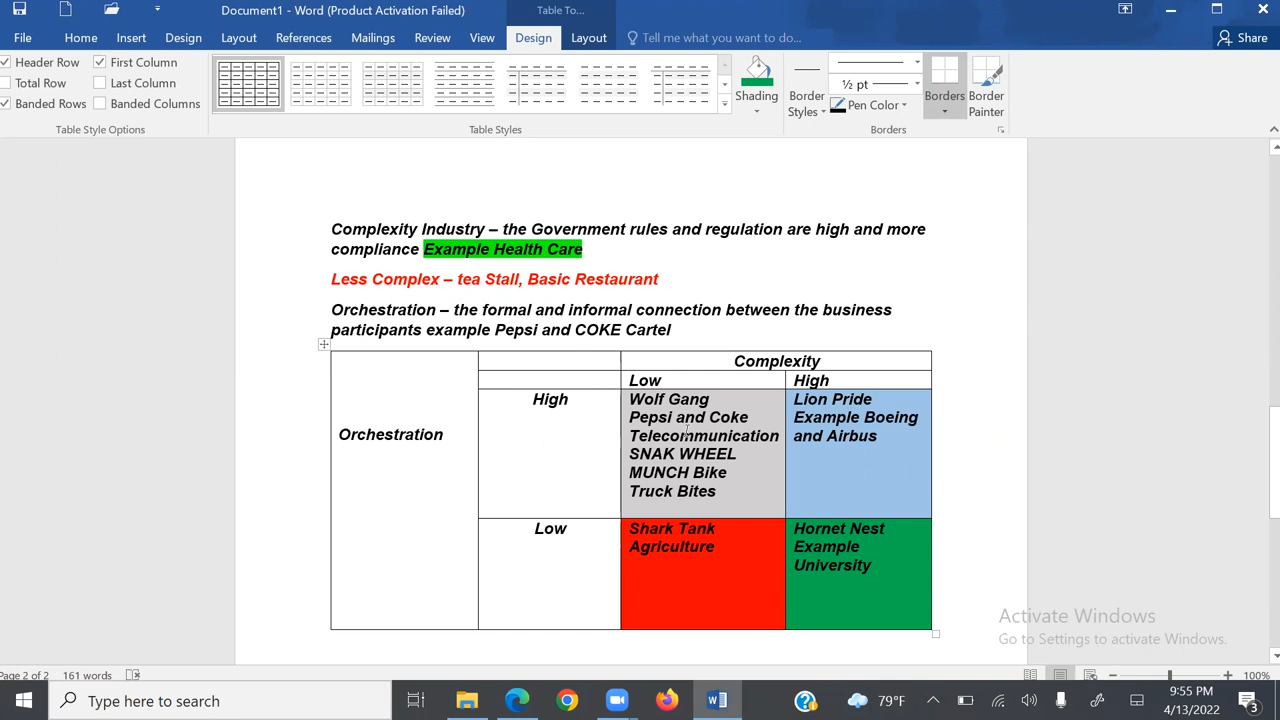 Document1 - Word (Product Activation Failed)
Table To...
File Home Insert Design Layout References Mailings Review View Design Layout Tell me what you want to do... Share
Header Row First Column
Total Row Last Column
Banded Rows Banded Columns
Table Style Options
Table Styles
Shading
Border Styles
½ pt
Pen Color
Borders
Border Painter
Borders
Complexity Industry – the Government rules and regulation are high and more
compliance Example Health Care
Less Complex – tea Stall, Basic Restaurant
Orchestration – the formal and informal connection between the business
participants example Pepsi and COKE Cartel
Complexity
Low High
Orchestration
High
Wolf Gang
Pepsi and Coke
Telecommunication
SNAK WHEEL
MUNCH Bike
Truck Bites
Lion Pride
Example Boeing
and Airbus
Low
Shark Tank
Agriculture
Hornet Nest
Example
University
Activate Windows
Go to Settings to activate Windows.
Page 2 of 2 161 words 100%
Type here to search
79°F
9:55 PM
4/13/2022
3